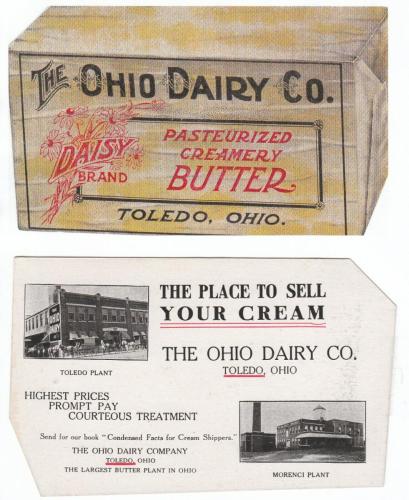 THE OHIO DAIRY CO.
DAISY
BRAND
PASTEURIZED
CREAMERY
BUTTER
TOLEDO, OHIO.
THE PLACE TO SELL
YOUR CREAM
TOLEDO PLANT
THE OHIO DAIRY CO.
TOLEDO, OHIO
HIGHEST PRICES
PROMPT PAY
COURTEOUS TREATMENT
Send for our book "Condensed Facts for Cream Shippers."
THE OHIO DAIRY COMPANY
TOLEDO, OHIO
THE LARGEST BUTTER PLANT IN OHIO
MORENCI PLANT